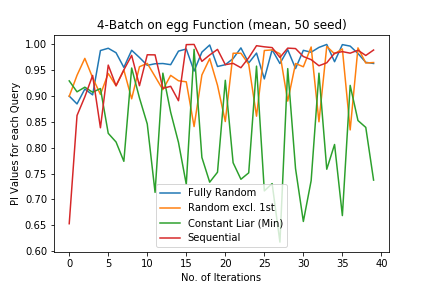 4-Batch on egg Function (mean, 50 seed)
1.00
0.95
0.90
0.85
0.80
0.75
0.70
0.65
0.60
PI Values for each Query
Fully Random
Random excl. 1st
Constant Liar (Min)
Sequential
0 5 10 15 20 25 30 35 40
No. of Iterations